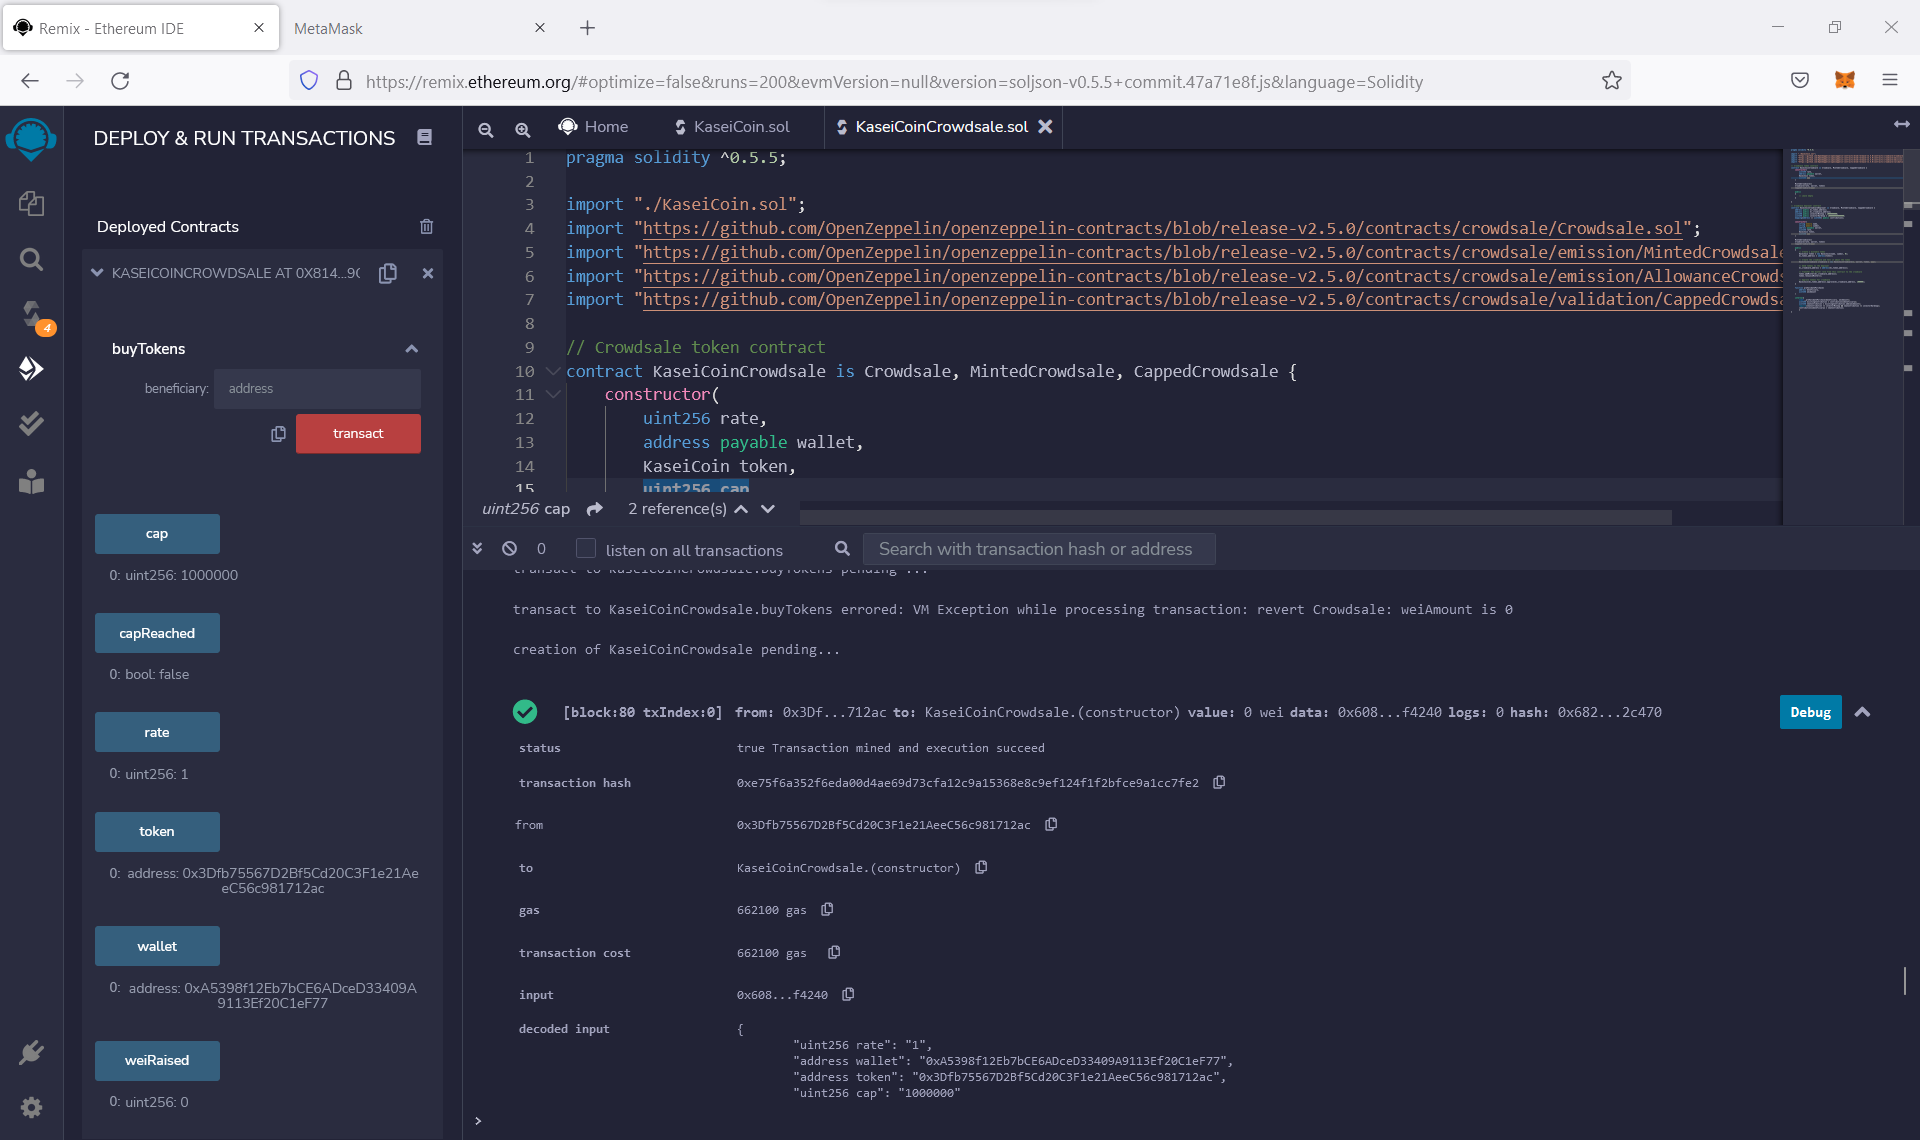 Remix - Ethereum IDE
MetaMask
https://remix.ethereum.org/#optimize=false&runs=200&evmVersion=null&version=soljson-v0.5.5+commit.47a71e8f.js&language=Solidity
DEPLOY & RUN TRANSACTIONS
Deployed Contracts
KASEICOINCROWDSALE AT 0X814...9C
buyTokens
beneficiary:
address
transact
cap
0: uint256: 1000000
capReached
0: bool: false
rate
0: uint256: 1
token
0: address: 0x3Dfb75567D2Bf5Cd20C3F1e21Ae
eC56c981712ac
wallet
0: address: 0xA5398f12Eb7bCE6ADceD33409A
9113Ef20C1eF77
weiRaised
0: uint256: 0
4
Home
KaseiCoin.sol
KaseiCoinCrowdsale.sol
1 pragma solidity ^0.5.5;
2
3 import "./KaseiCoin.sol";
4 import "https://github.com/OpenZeppelin/openzeppelin-contracts/blob/release-v2.5.0/contracts/crowdsale/Crowdsale.sol";
5 import "https://github.com/OpenZeppelin/openzeppelin-contracts/blob/release-v2.5.0/contracts/crowdsale/emission/MintedCrowdsale
6 import "https://github.com/OpenZeppelin/openzeppelin-contracts/blob/release-v2.5.0/contracts/crowdsale/emission/AllowanceCrowds
7 import "https://github.com/OpenZeppelin/openzeppelin-contracts/blob/release-v2.5.0/contracts/crowdsale/validation/CappedCrowdsa
8
9 // Crowdsale token contract
10 contract KaseiCoinCrowdsale is Crowdsale, MintedCrowdsale, CappedCrowdsale {
11 constructor(
12 uint256 rate,
13 address payable wallet,
14 KaseiCoin token,
15 uint256 cap
uint256 cap 2 reference(s)
0 listen on all transactions
Search with transaction hash or address
transact to KaseiCoinCrowdsale.buyTokens pending ...
transact to KaseiCoinCrowdsale.buyTokens errored: VM Exception while processing transaction: revert Crowdsale: weiAmount is 0
creation of KaseiCoinCrowdsale pending...
[block:80 txIndex:0] from: 0x3Df...712ac to: KaseiCoinCrowdsale.(constructor) value: 0 wei data: 0x608...f4240 logs: 0 hash: 0x682...2c470
Debug
status true Transaction mined and execution succeed
transaction hash 0xe75f6a352f6eda00d4ae69d73cfa12c9a15368e8c9ef124f1f2bfce9a1cc7fe2
from 0x3Dfb75567D2Bf5Cd20C3F1e21AeeC56c981712ac
to KaseiCoinCrowdsale.(constructor)
gas 662100 gas
transaction cost 662100 gas
input 0x608...f4240
decoded input {
"uint256 rate": "1",
"address wallet": "0xA5398f12Eb7bCE6ADceD33409A9113Ef20C1eF77",
"address token": "0x3Dfb75567D2Bf5Cd20C3F1e21AeeC56c981712ac",
"uint256 cap": "1000000"
>